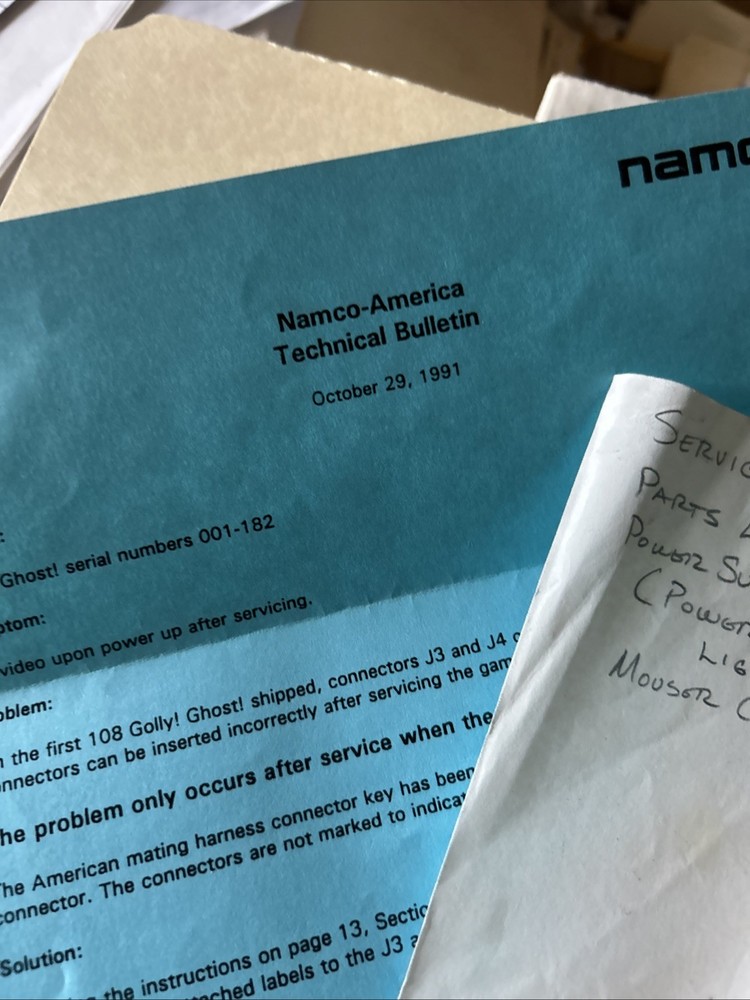 namc
Namco-America
Technical Bulletin
October 29, 1991
:
Ghost! serial numbers 001-182
ptom:
video upon power up after servicing.
oblem:
n the first 108 Golly! Ghost! shipped, connectors J3 and J4
onnectors can be inserted incorrectly after servicing the gam
he problem only occurs after service when the
The American mating harness connector key has been
connector. The connectors are not marked to indicat
Solution:
the instructions on page 13, Sectio
ached labels to the J3
SERVIC
PARTS
POWER SU
(POWER
LIG
MOUSER C